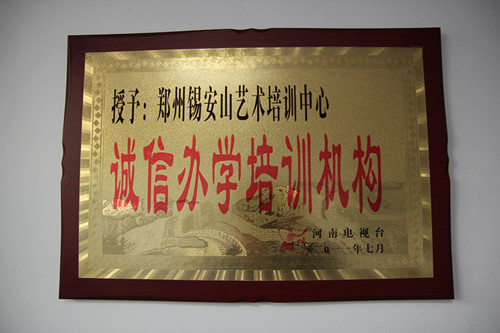 授予：郑州锡安山艺术培训中心
诚信办学培训机构
河南电视台
二0一一年七月